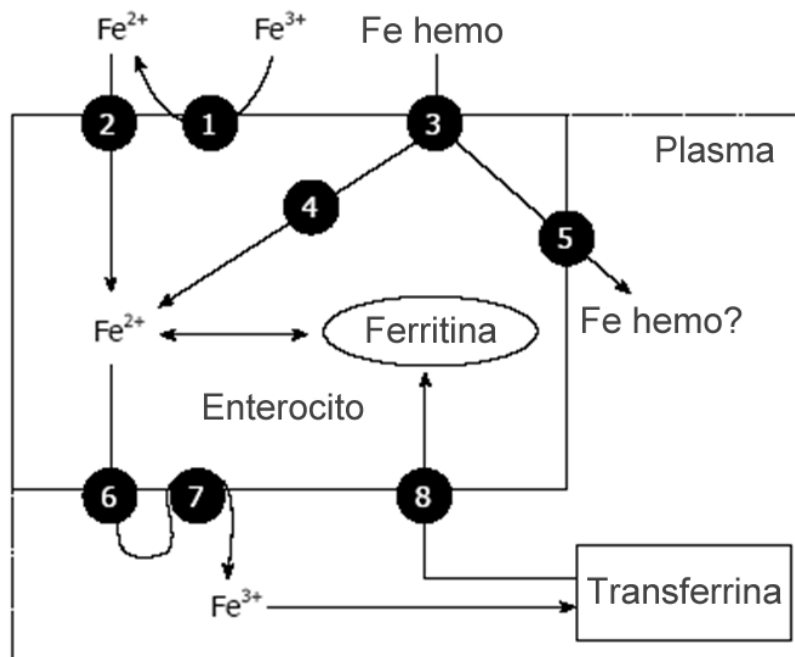 Fe²⁺ Fe³⁺ Fe hemo
2 1 3
Plasma
4
5
Fe²⁺ Ferritina Fe hemo?
Enterocito
6 7 8
Fe³⁺ Transferrina